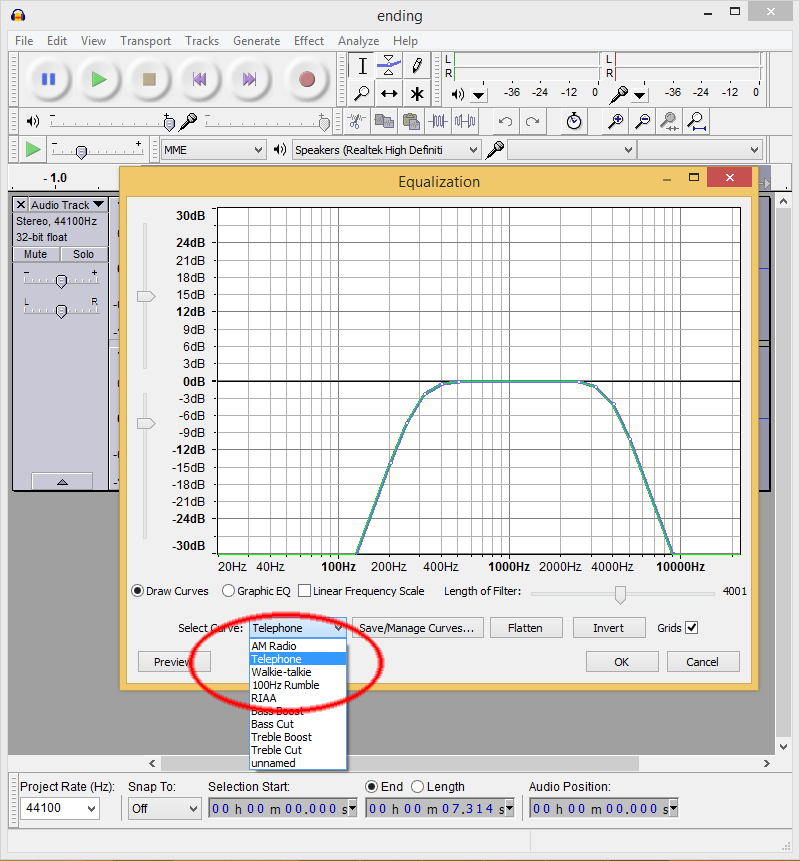 ending
File Edit View Transport Tracks Generate Effect Analyze Help
L
R
-36 -24 -12 0
L
R
-36 -24 -12 0
MME
Speakers (Realtek High Definiti
- 1.0
Audio Track
Stereo, 44100Hz
32-bit float
Mute Solo
- +
L R
Equalization
30dB
24dB
21dB
18dB
15dB
12dB
9dB
6dB
3dB
0dB
-3dB
-6dB
-9dB
-12dB
-15dB
-18dB
-21dB
-24dB
-30dB
20Hz 40Hz 100Hz 200Hz 400Hz 1000Hz 2000Hz 4000Hz 10000Hz
Draw Curves Graphic EQ Linear Frequency Scale Length of Filter: 4001
Select Curve: Telephone Save/Manage Curves... Flatten Invert Grids
Preview OK Cancel
AM Radio
Telephone
Walkie-talkie
100Hz Rumble
RIAA
Bass Boost
Bass Cut
Treble Boost
Treble Cut
unnamed
Project Rate (Hz): Snap To: Selection Start: End Length Audio Position:
44100 Off 00 h 00 m 00.000 s 00 h 00 m 07.314 s 00 h 00 m 00.000 s